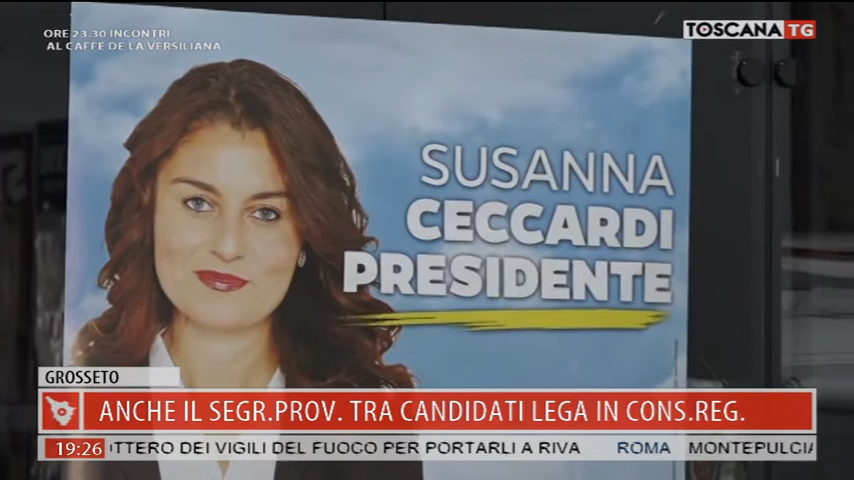 ORE 23.30 INCONTRI
AL CAFFE DE LA VERSILIANA
TOSCANA TG
SUSANNA
CECCARDI
PRESIDENTE
GROSSETO
ANCHE IL SEGR.PROV. TRA CANDIDATI LEGA IN CONS.REG.
19:26 OTTERO DEI VIGILI DEL FUOCO PER PORTARLI A RIVA ROMA MONTEPULCIA